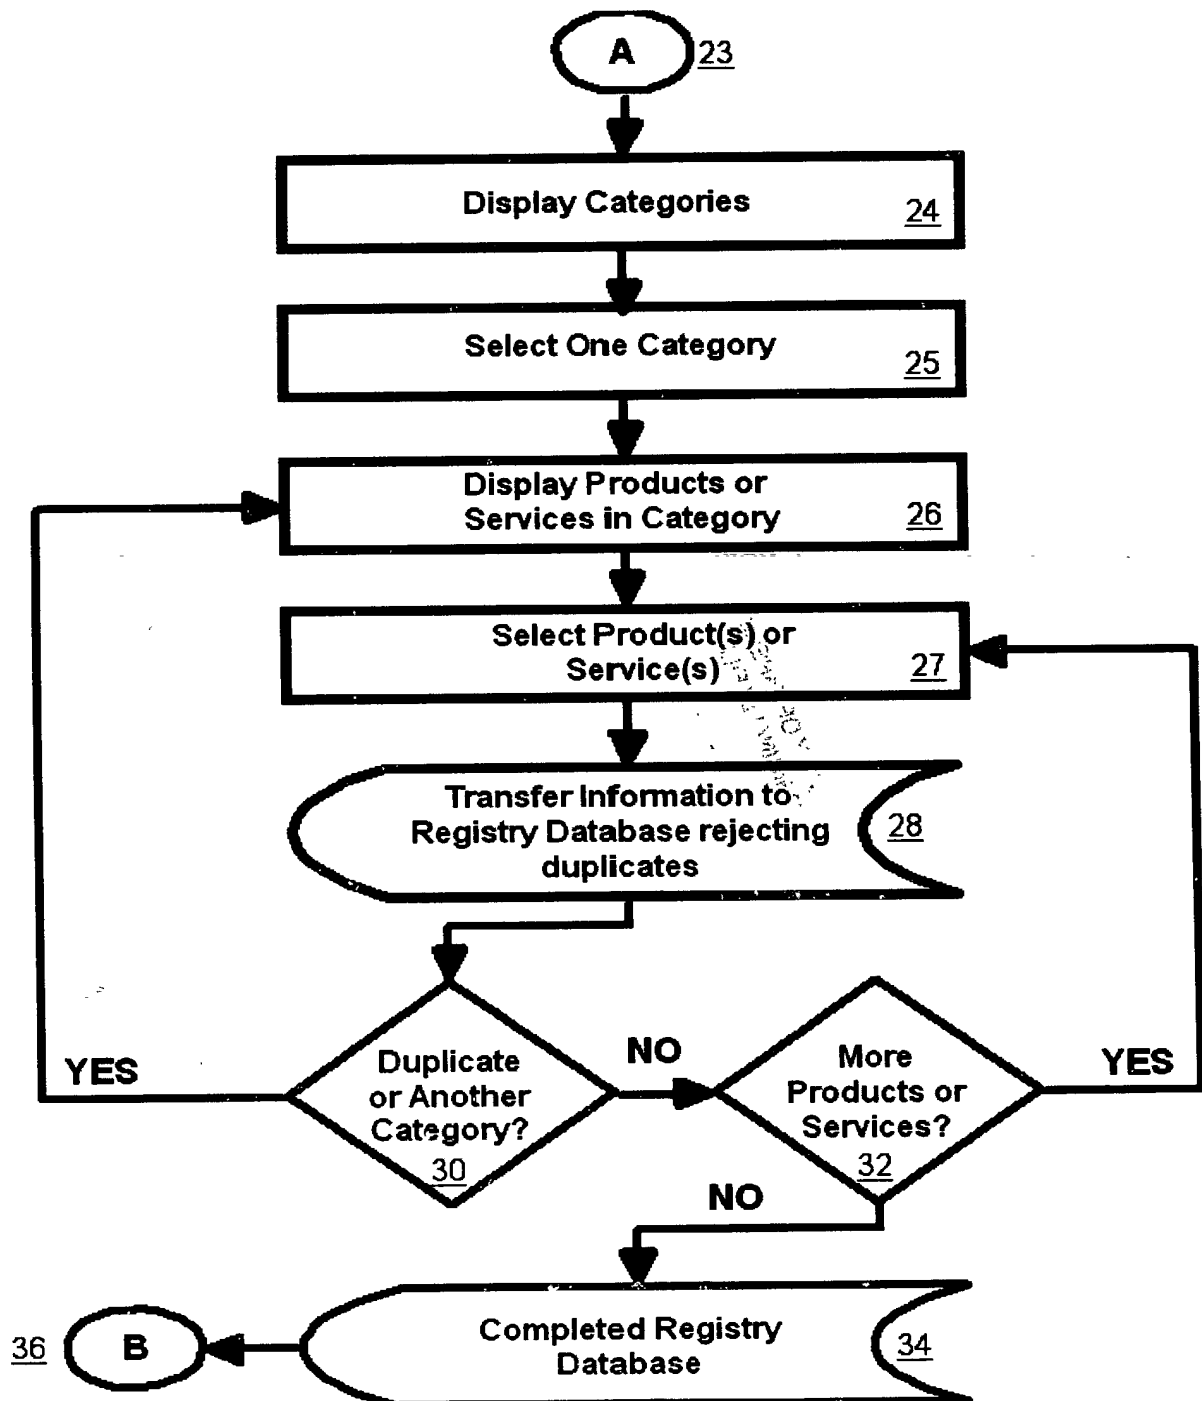 A 23
Display Categories
24
Select One Category
25
Display Products or
Services in Category
26
Select Product(s) or
Service(s)
27
Transfer Information to
Registry Database rejecting
duplicates
28
YES
Duplicate
or Another
Category?
30
NO
More
Products or
Services?
32
YES
NO
Completed Registry
Database
34
36 B